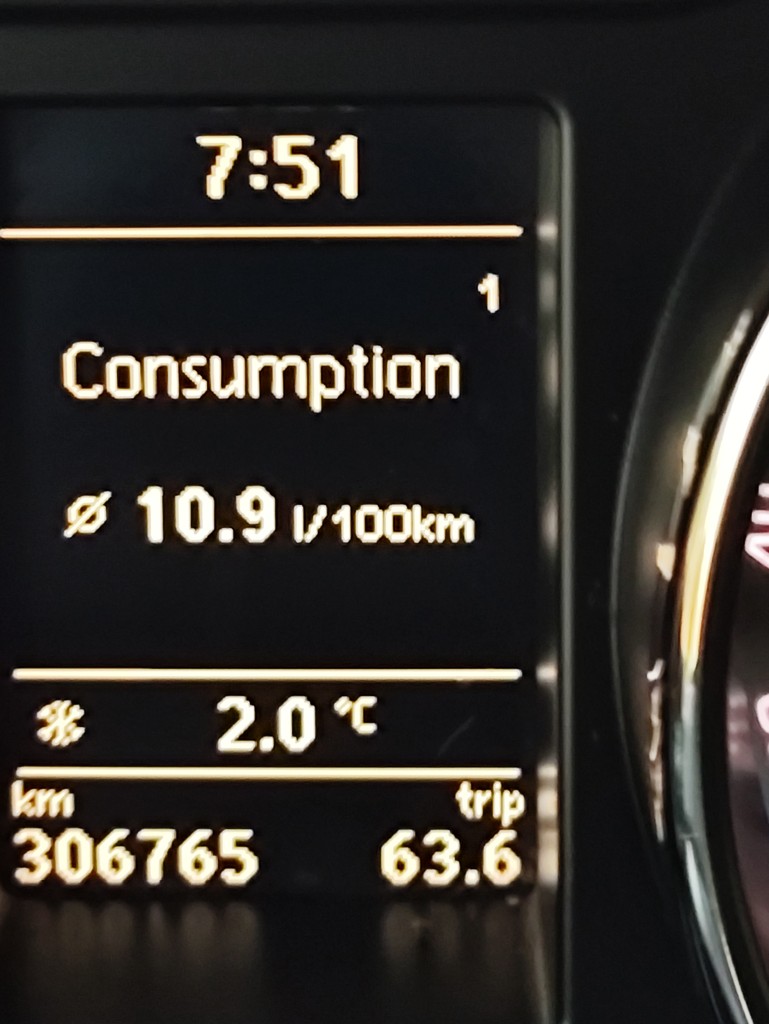 7:51
1
Consumption
Ø 10.9 l/100km
2.0 °C
km trip
306765 63.6